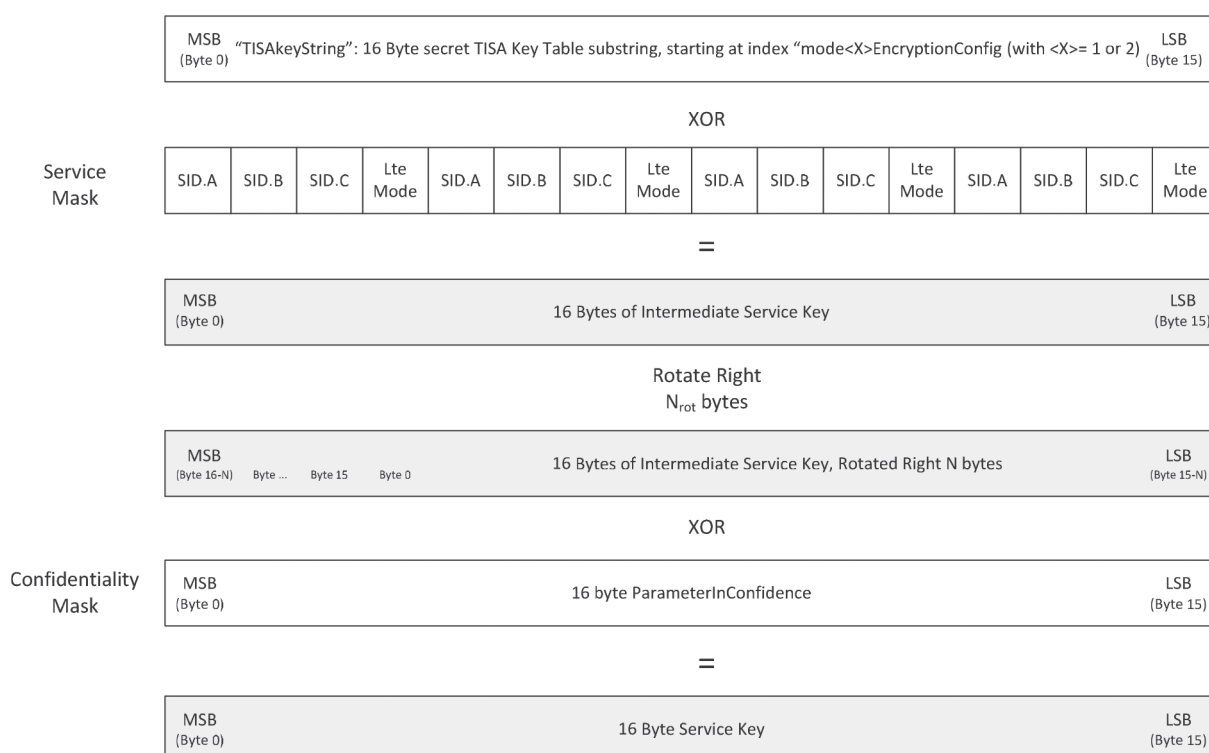 MSB “TISAkeyString”: 16 Byte secret TISA Key Table substring, starting at index “mode<X>EncryptionConfig (with <X>= 1 or 2) LSB
(Byte 0) (Byte 15)
XOR
Service Mask
SID.A SID.B SID.C Lte Mode SID.A SID.B SID.C Lte Mode SID.A SID.B SID.C Lte Mode SID.A SID.B SID.C Lte Mode
=
MSB LSB
(Byte 0) 16 Bytes of Intermediate Service Key (Byte 15)
Rotate Right
Nrot bytes
MSB LSB
(Byte 16-N) Byte ... Byte 15 Byte 0 16 Bytes of Intermediate Service Key, Rotated Right N bytes (Byte 15-N)
XOR
Confidentiality Mask
MSB LSB
(Byte 0) 16 byte ParameterInConfidence (Byte 15)
=
MSB LSB
(Byte 0) 16 Byte Service Key (Byte 15)